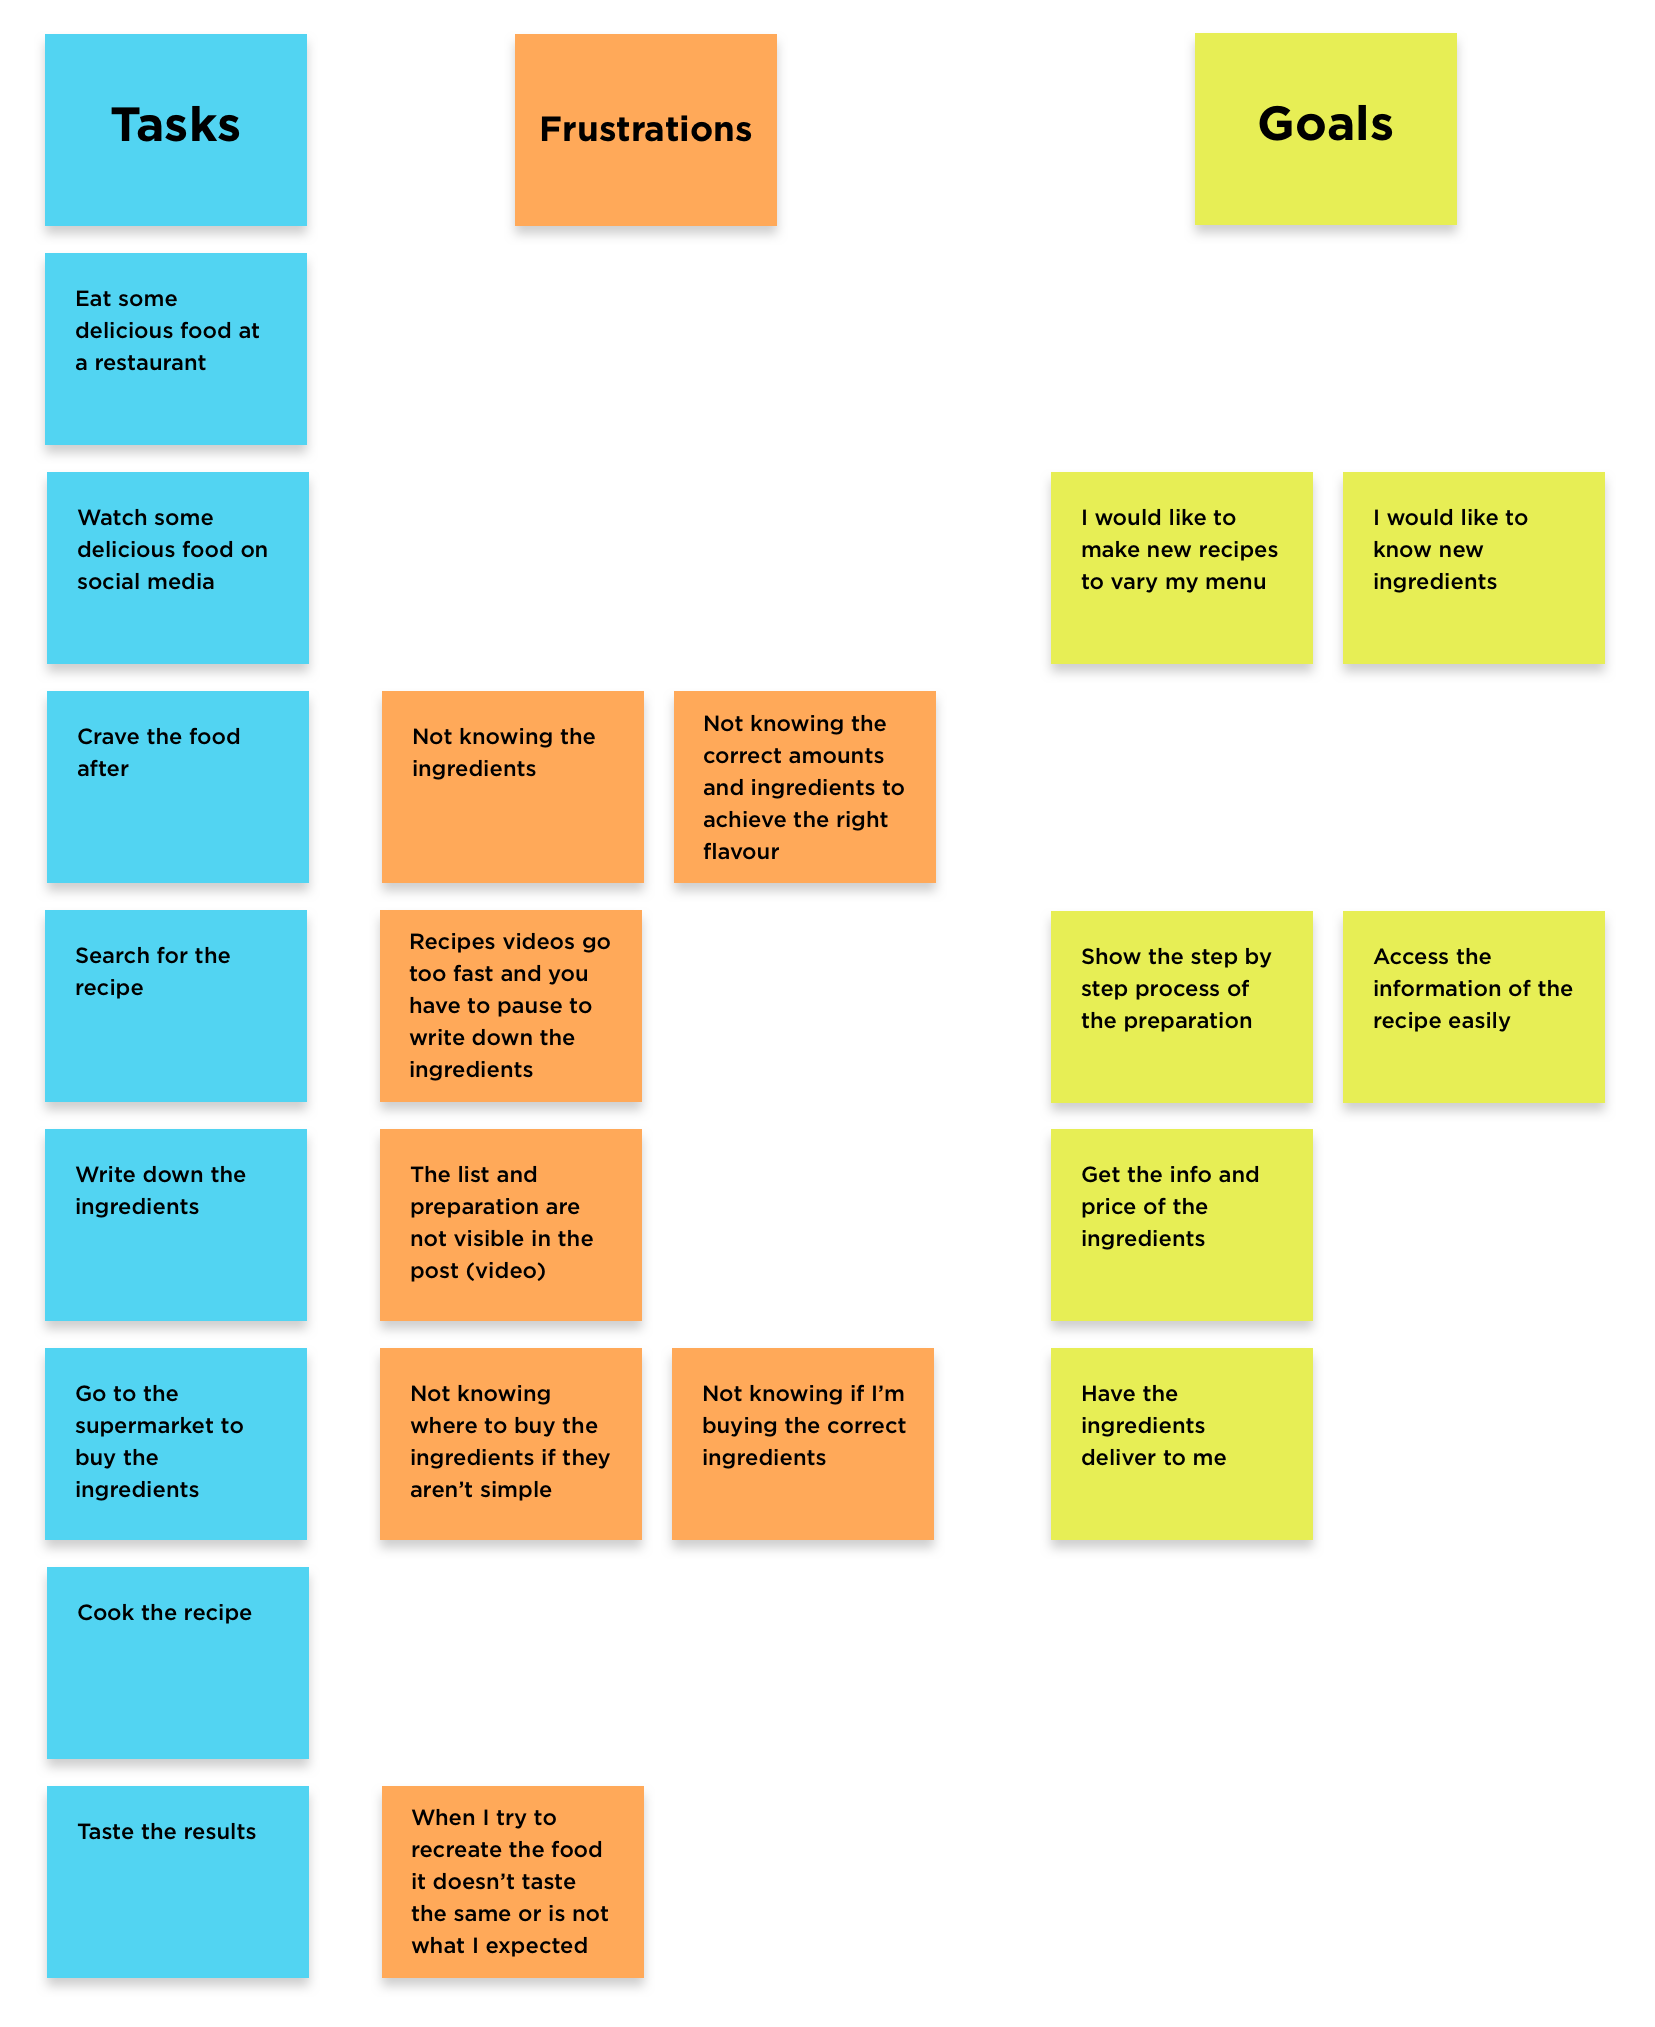 Tasks
Frustrations
Goals
Eat some
delicious food at
a restaurant
Watch some
delicious food on
social media
I would like to
make new recipes
to vary my menu
I would like to
know new
ingredients
Crave the food
after
Not knowing the
ingredients
Not knowing the
correct amounts
and ingredients to
achieve the right
flavour
Search for the
recipe
Recipes videos go
too fast and you
have to pause to
write down the
ingredients
Show the step by
step process of
the preparation
Access the
information of the
recipe easily
Write down the
ingredients
The list and
preparation are
not visible in the
post (video)
Get the info and
price of the
ingredients
Go to the
supermarket to
buy the
ingredients
Not knowing
where to buy the
ingredients if they
aren’t simple
Not knowing if I’m
buying the correct
ingredients
Have the
ingredients
deliver to me
Cook the recipe
Taste the results
When I try to
recreate the food
it doesn’t taste
the same or is not
what I expected